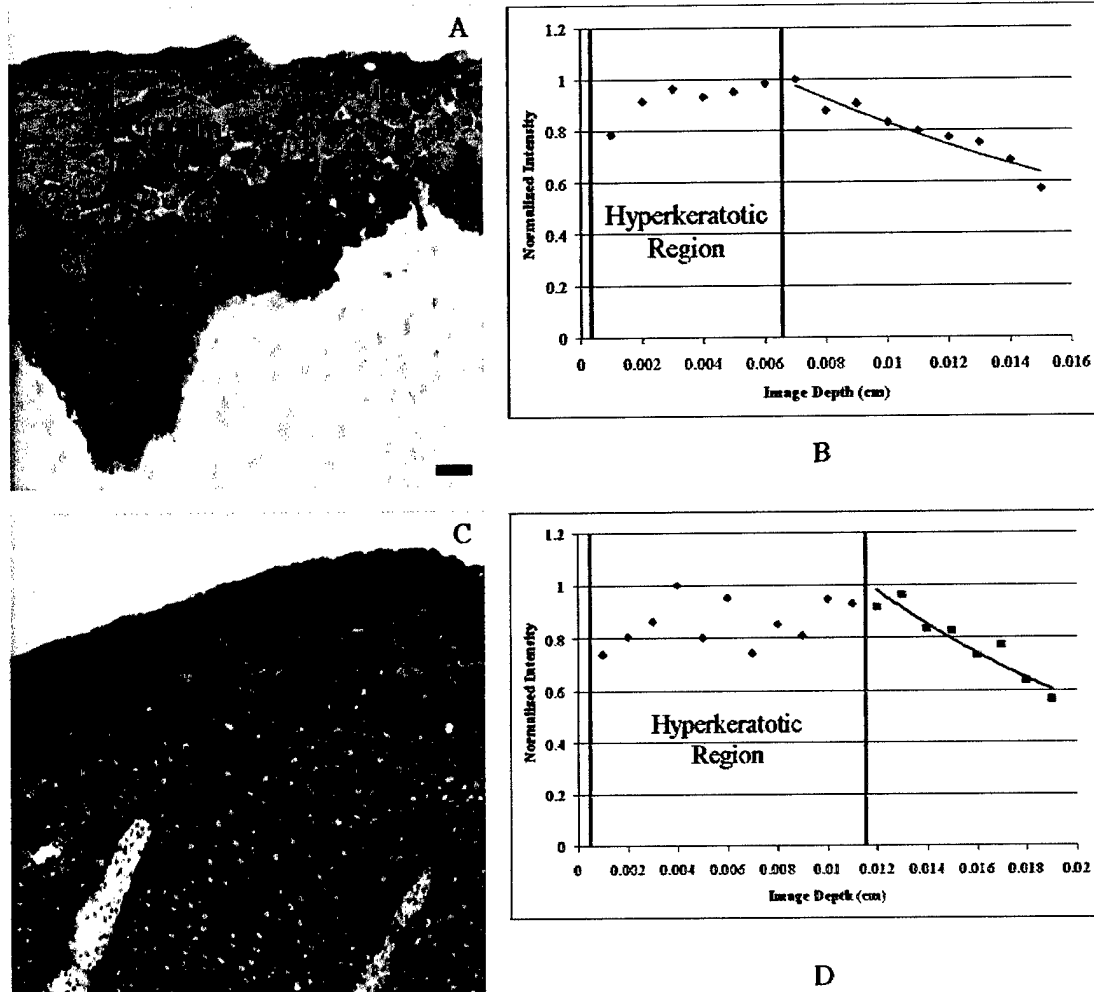 A
1.2
1
0.8
0.6
0.4
0.2
0
Normalized Intensity
Hyperkeratotic
Region
0 0.002 0.004 0.006 0.008 0.01 0.012 0.014 0.016
Image Depth (cm)
B
C
1.2
1
0.8
0.6
0.4
0.2
0
Normalized Intensity
Hyperkeratotic
Region
0 0.002 0.004 0.006 0.008 0.01 0.012 0.014 0.016 0.018 0.02
Image Depth (cm)
D